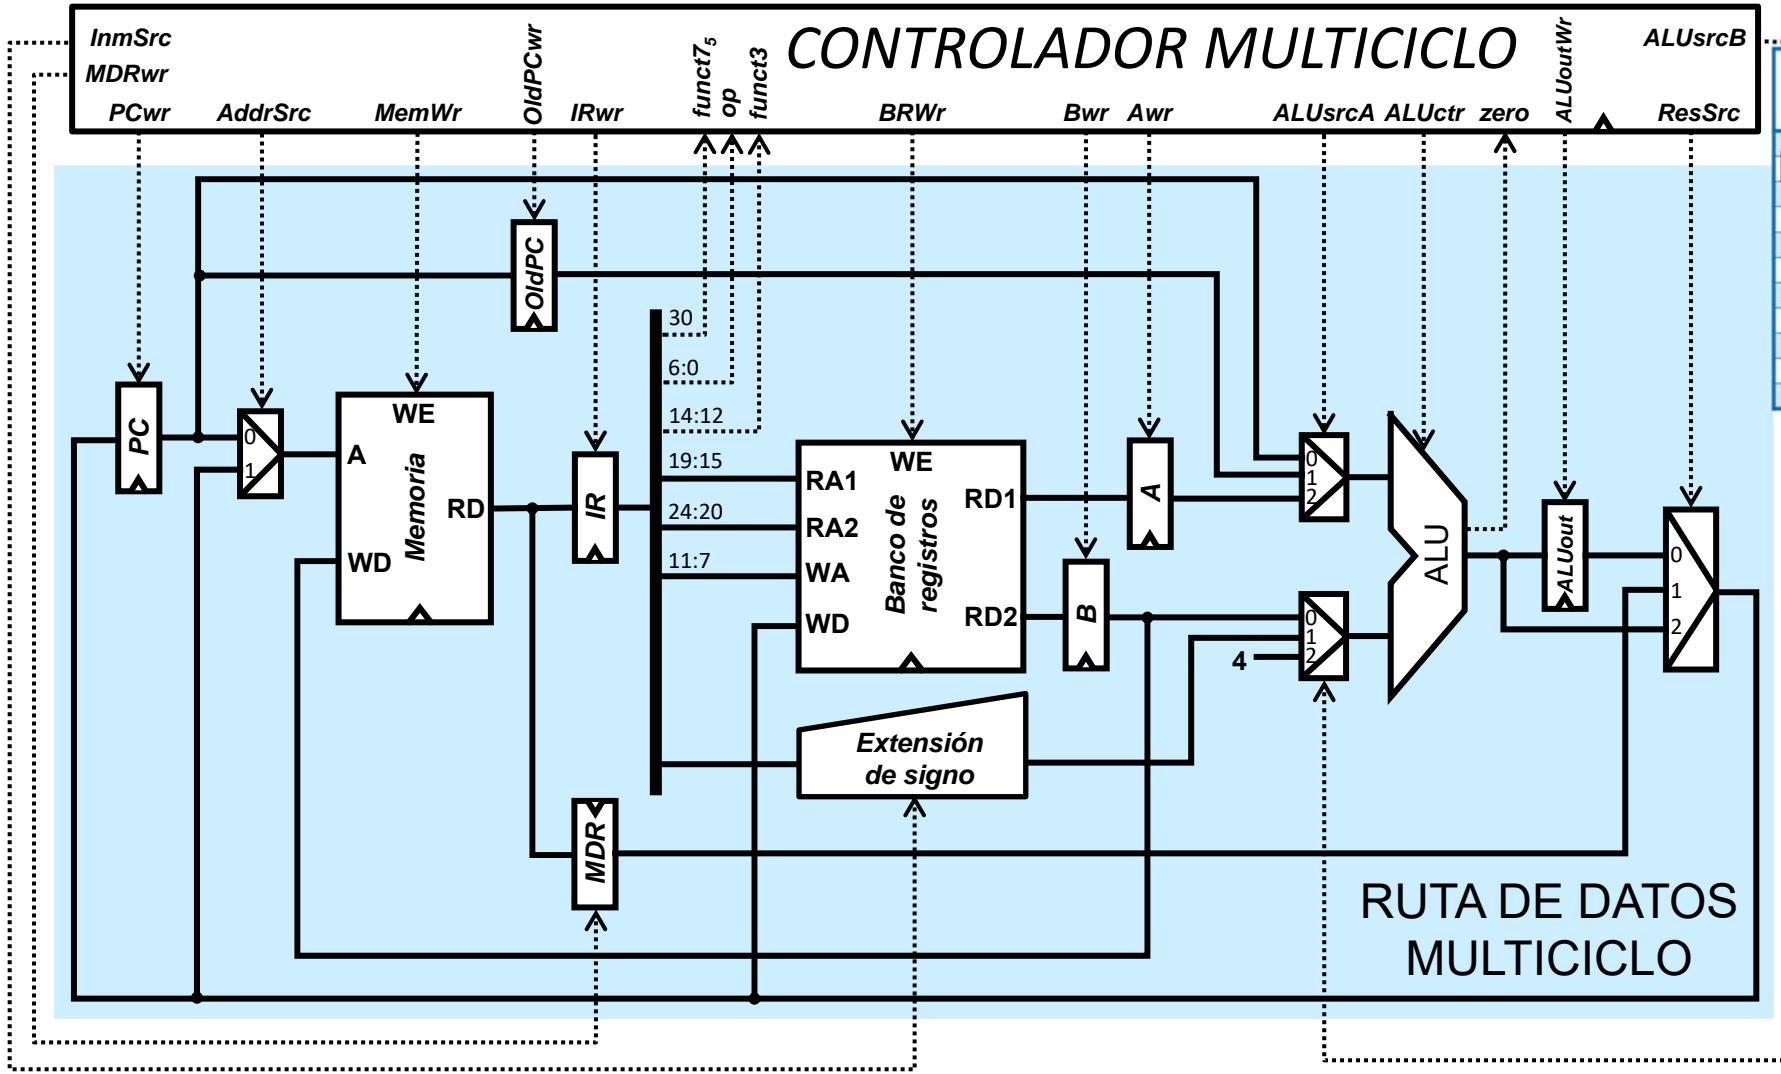 CONTROLADOR MULTICICLO
InmSrc
MDRwr
PCwr
AddrSrc
MemWr
OldPCwr
IRwr
funct7₅
op
funct3
BRWr
Bwr
Awr
ALUsrcA
ALUctr
zero
ALUoutWr
ResSrc
ALUsrcB
OldPC
30
6:0
14:12
19:15
24:20
11:7
PC
0
1
WE
A
RD
WD
Memoria
IR
WE
RA1
RA2
WA
WD
RD1
RD2
Banco de
registros
A
B
0
1
2
0
1
2
4
ALU
ALUout
0
1
2
Extensión
de signo
MDR
RUTA DE DATOS
MULTICICLO